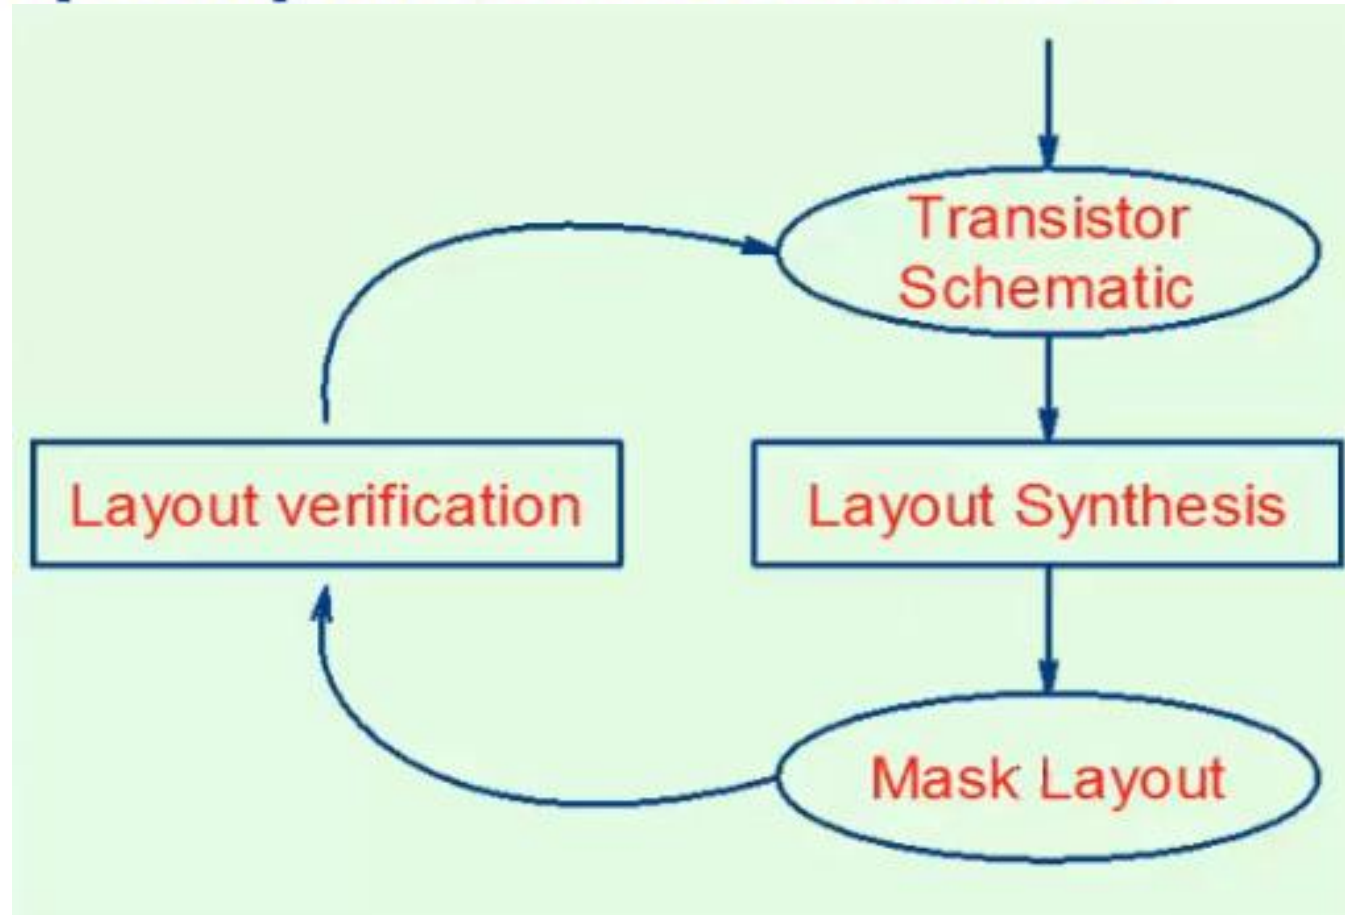 Transistor
Schematic
Layout verification
Layout Synthesis
Mask Layout